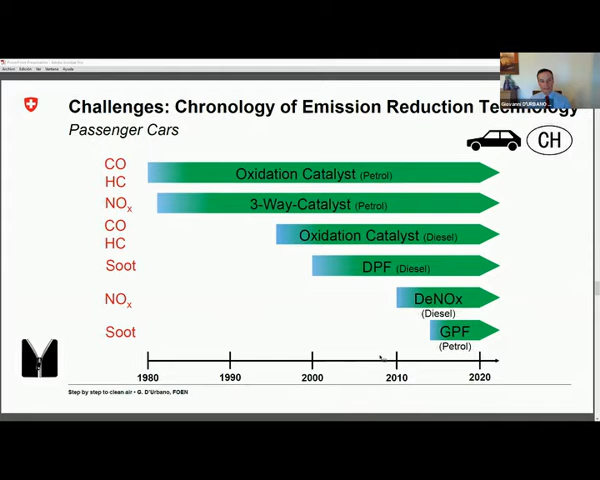 Archivo Edición Ver Ventana Ayuda
Giovanni D'URBANO
Challenges: Chronology of Emission Reduction Technology
Passenger Cars
CH
CO
HC
Oxidation Catalyst (Petrol)
NOx
3-Way-Catalyst (Petrol)
CO
HC
Oxidation Catalyst (Diesel)
Soot
DPF (Diesel)
NOx
DeNOx
(Diesel)
Soot
GPF
(Petrol)
1980 1990 2000 2010 2020
Step by step to clean air • G. D'Urbano, FOEN